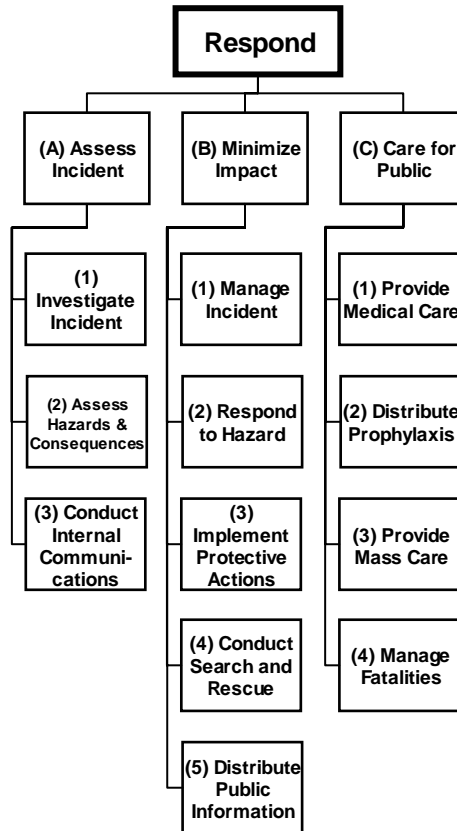 Respond
(A) Assess
Incident
(B) Minimize
Impact
(C) Care for
Public
(1)
Investigate
Incident
(2) Assess
Hazards &
Consequences
(3) Conduct
Internal
Communi-
cations
(1) Manage
Incident
(2) Respond
to Hazard
(3)
Implement
Protective
Actions
(4) Conduct
Search and
Rescue
(5) Distribute
Public
Information
(1) Provide
Medical Care
(2) Distribute
Prophylaxis
(3) Provide
Mass Care
(4) Manage
Fatalities